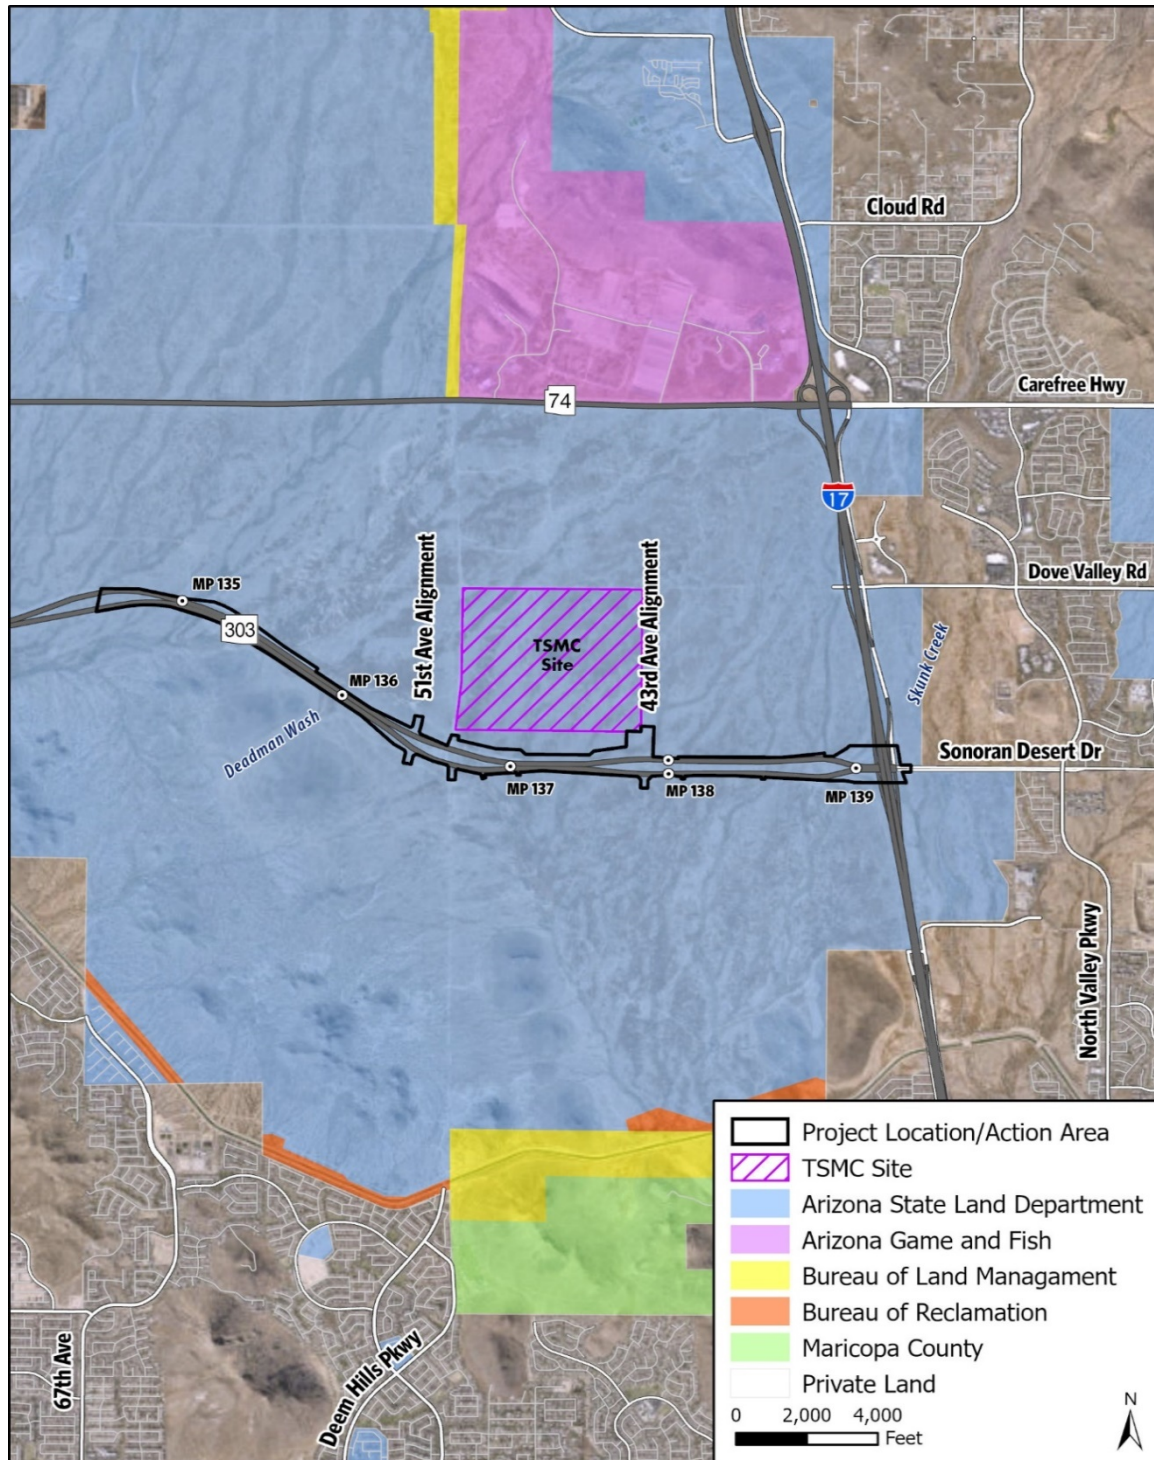 Cloud Rd
Carefree Hwy
74
17
51st Ave Alignment
43rd Ave Alignment
Dove Valley Rd
MP 135
303
TSMC
Site
Skunk Creek
MP 136
Deadman Wash
Sonoran Desert Dr
MP 137
MP 138
MP 139
North Valley Pkwy
67th Ave
Deem Hills Pkwy
Project Location/Action Area
TSMC Site
Arizona State Land Department
Arizona Game and Fish
Bureau of Land Managament
Bureau of Reclamation
Maricopa County
Private Land
0 2,000 4,000
Feet
N